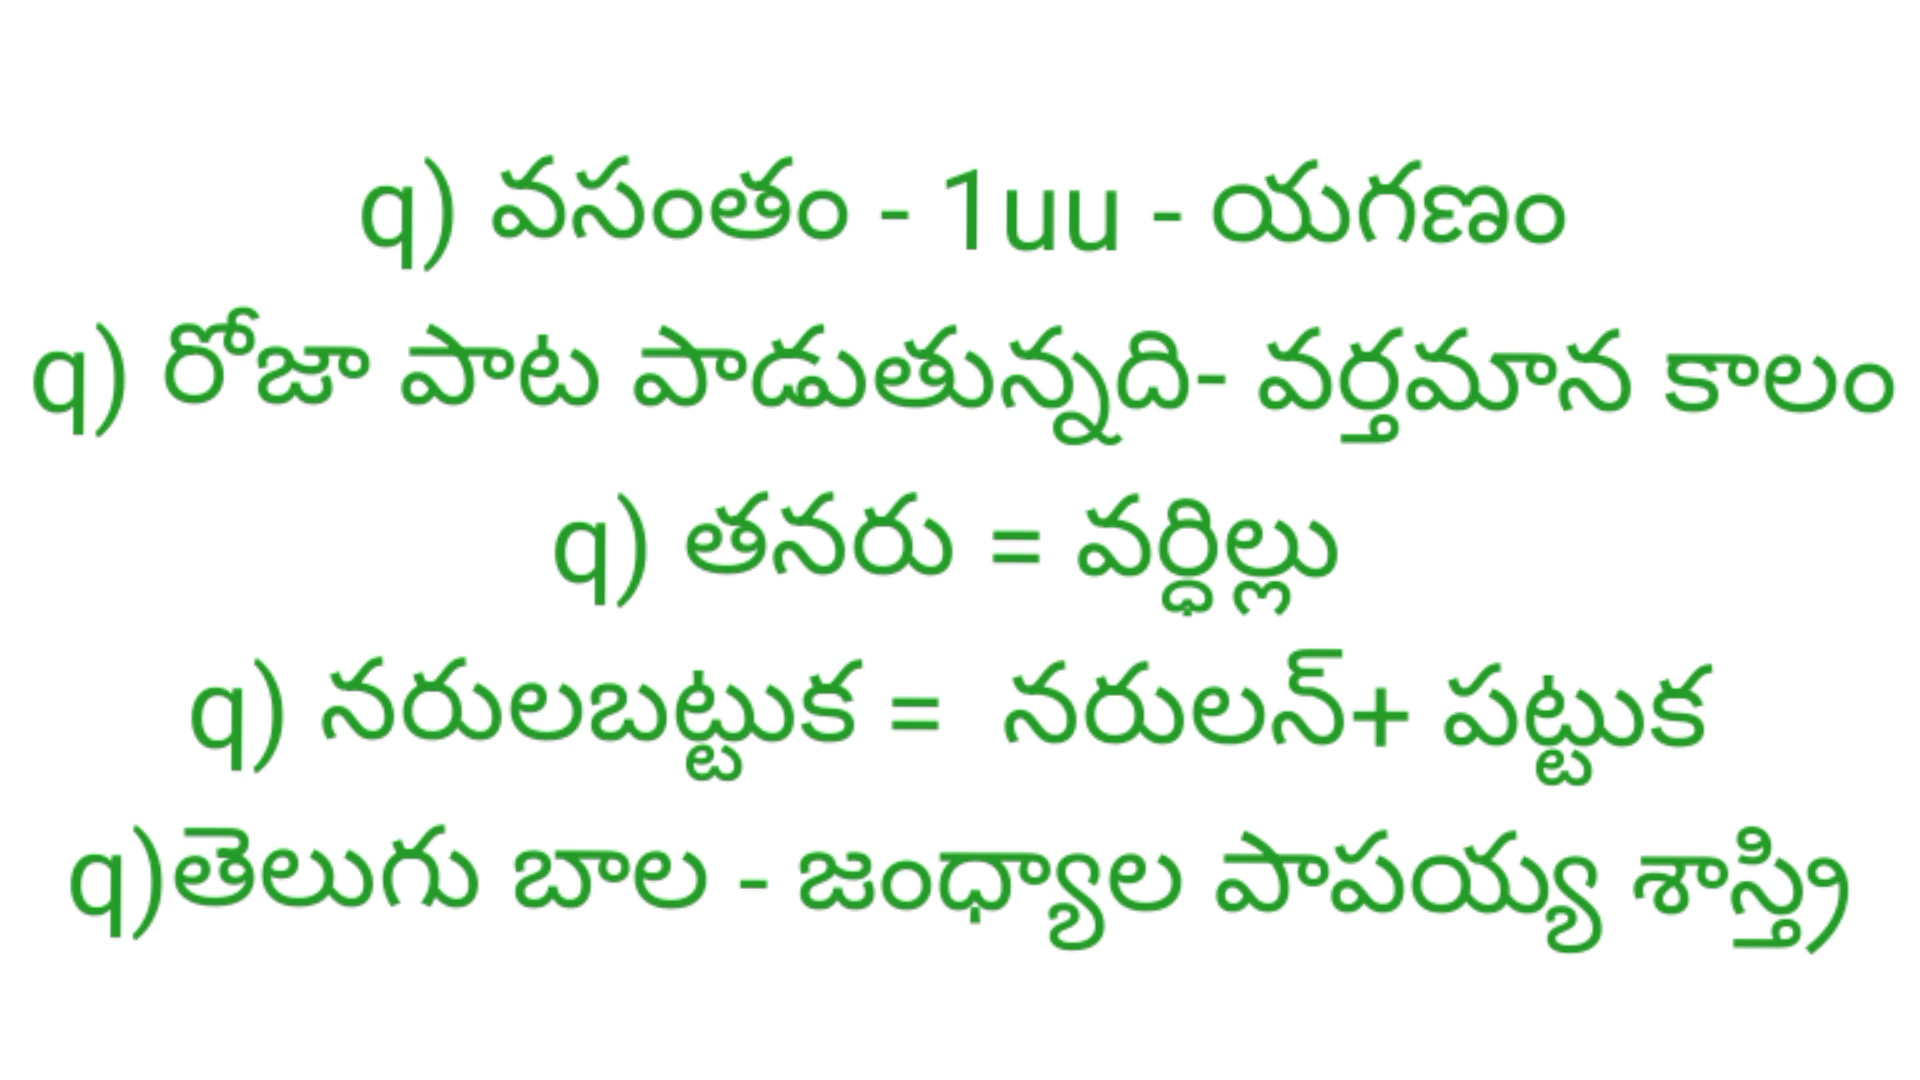 q) వసంతం - 1uu - యగణం
q) రోజా పాట పాడుతున్నది- వర్తమాన కాలం
q) తనరు = వర్ధిల్లు
q) నరులబట్టుక =  నరులన్+ పట్టుక
q)తెలుగు బాల - జంధ్యాల పాపయ్య శాస్త్రి